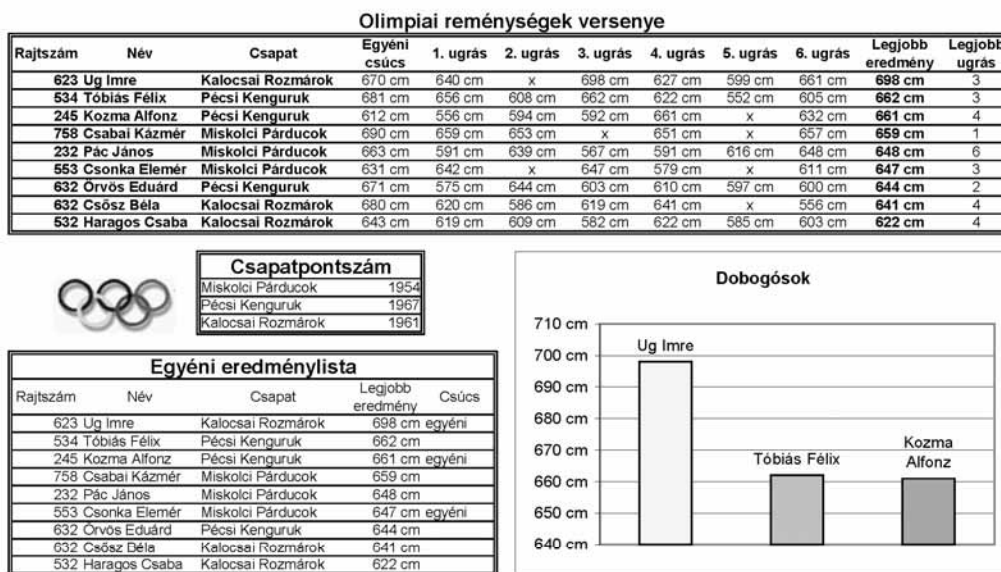 Olimpiai reménységek versenye
Rajtszám Név Csapat Egyéni csúcs 1. ugrás 2. ugrás 3. ugrás 4. ugrás 5. ugrás 6. ugrás Legjobb eredmény Legjobb ugrás
623 Ug Imre Kalocsai Rozmárok 670 cm 640 cm x 698 cm 627 cm 599 cm 661 cm 698 cm 3
534 Tóbiás Félix Pécsi Kenguruk 681 cm 656 cm 608 cm 662 cm 622 cm 552 cm 605 cm 662 cm 3
245 Kozma Alfonz Pécsi Kenguruk 612 cm 556 cm 594 cm 592 cm 661 cm x 632 cm 661 cm 4
758 Csabai Kázmér Miskolci Párducok 690 cm 659 cm 653 cm x 651 cm x 657 cm 659 cm 1
232 Pác János Miskolci Párducok 663 cm 591 cm 639 cm 567 cm 591 cm 616 cm 648 cm 648 cm 6
553 Csonka Elemér Miskolci Párducok 631 cm 642 cm x 647 cm 579 cm x 611 cm 647 cm 3
632 Örvös Eduárd Pécsi Kenguruk 671 cm 575 cm 644 cm 603 cm 610 cm 597 cm 600 cm 644 cm 2
632 Csősz Béla Kalocsai Rozmárok 680 cm 620 cm 586 cm 619 cm 641 cm x 556 cm 641 cm 4
532 Haragos Csaba Kalocsai Rozmárok 643 cm 619 cm 609 cm 582 cm 622 cm 585 cm 603 cm 622 cm 4
Csapatpontszám
Miskolci Párducok 1954
Pécsi Kenguruk 1967
Kalocsai Rozmárok 1961
Egyéni eredménylista
Rajtszám Név Csapat Legjobb eredmény Csúcs
623 Ug Imre Kalocsai Rozmárok 698 cm egyéni
534 Tóbiás Félix Pécsi Kenguruk 662 cm
245 Kozma Alfonz Pécsi Kenguruk 661 cm egyéni
758 Csabai Kázmér Miskolci Párducok 659 cm
232 Pác János Miskolci Párducok 648 cm
553 Csonka Elemér Miskolci Párducok 647 cm egyéni
632 Örvös Eduárd Pécsi Kenguruk 644 cm
632 Csősz Béla Kalocsai Rozmárok 641 cm
532 Haragos Csaba Kalocsai Rozmárok 622 cm
Dobogósok
710 cm
700 cm
690 cm
680 cm
670 cm
660 cm
650 cm
640 cm
Ug Imre
Tóbiás Félix
Kozma
Alfonz